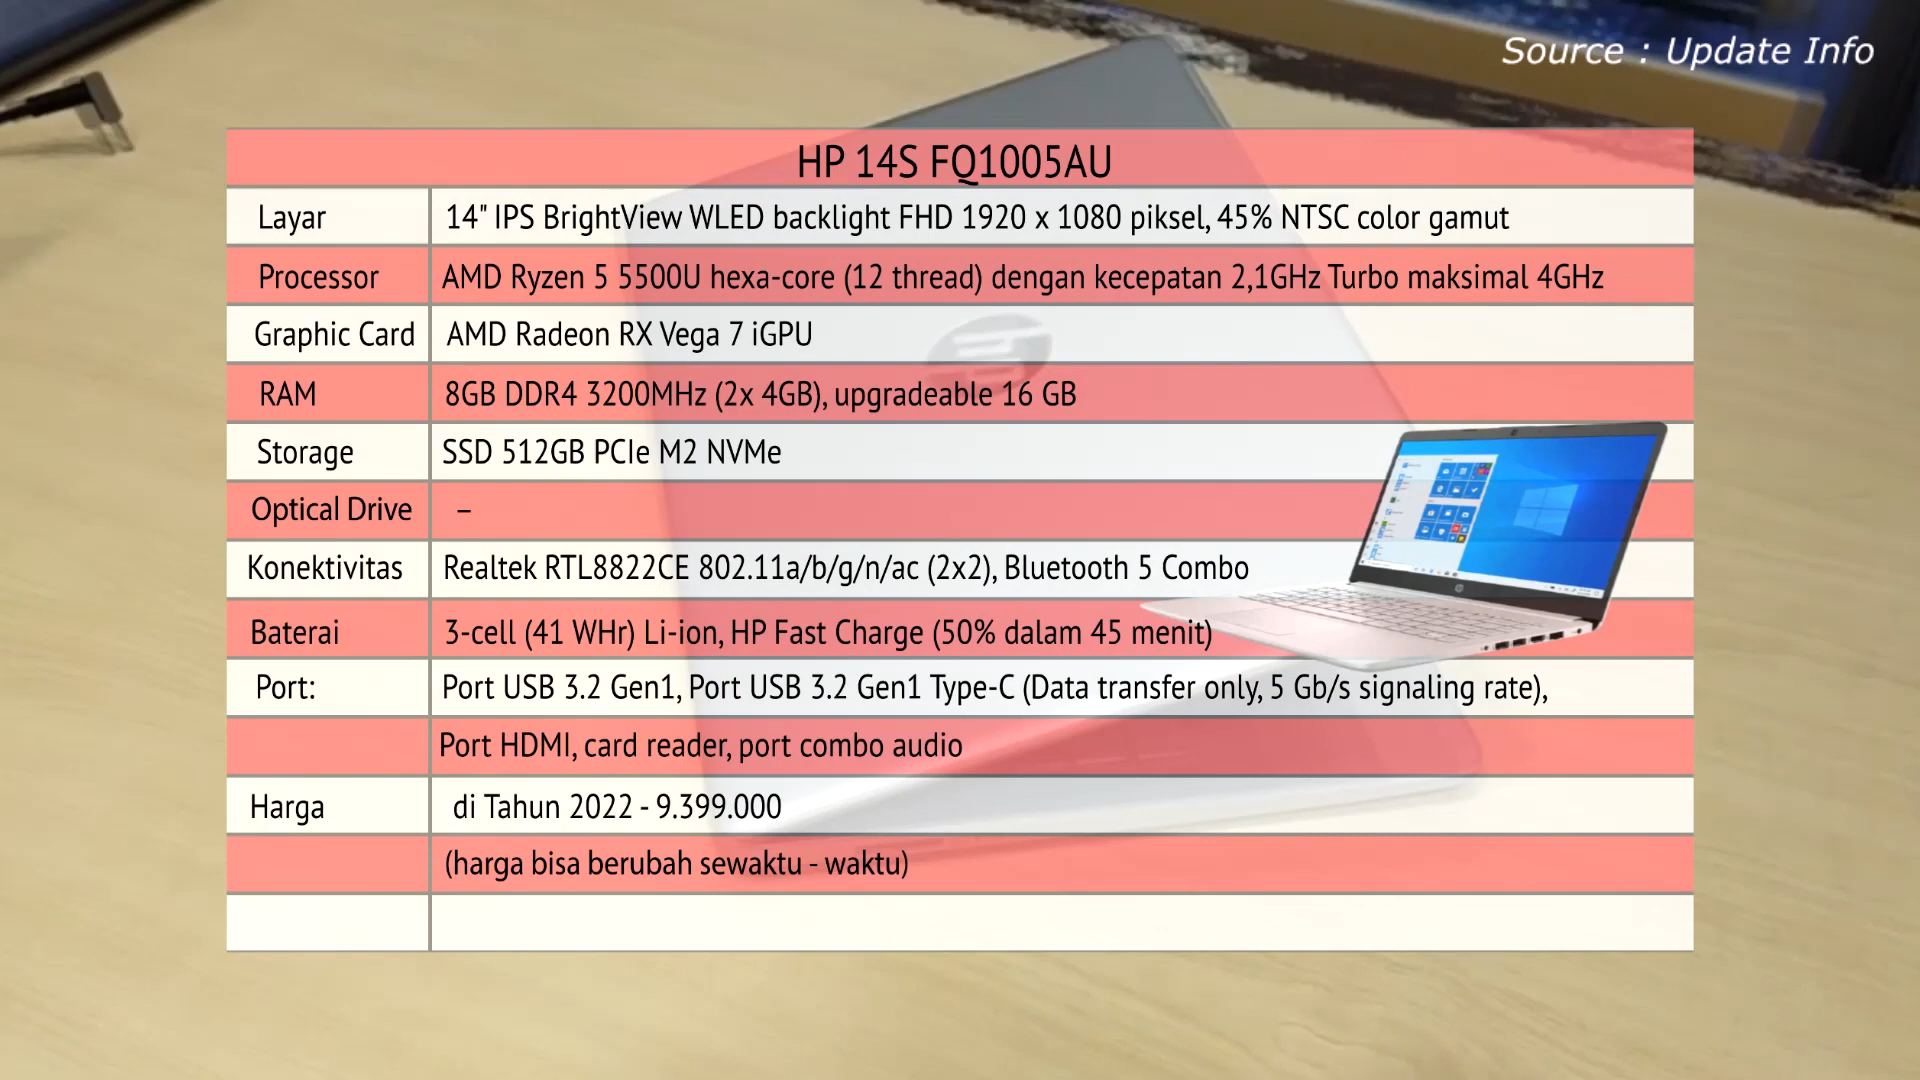 Source : Update Info
HP 14S FQ1005AU
Layar 14" IPS BrightView WLED backlight FHD 1920 x 1080 piksel, 45% NTSC color gamut
Processor AMD Ryzen 5 5500U hexa-core (12 thread) dengan kecepatan 2,1GHz Turbo maksimal 4GHz
Graphic Card AMD Radeon RX Vega 7 iGPU
RAM 8GB DDR4 3200MHz (2x 4GB), upgradeable 16 GB
Storage SSD 512GB PCIe M2 NVMe
Optical Drive –
Konektivitas Realtek RTL8822CE 802.11a/b/g/n/ac (2x2), Bluetooth 5 Combo
Baterai 3-cell (41 WHr) Li-ion, HP Fast Charge (50% dalam 45 menit)
Port: Port USB 3.2 Gen1, Port USB 3.2 Gen1 Type-C (Data transfer only, 5 Gb/s signaling rate),
Port HDMI, card reader, port combo audio
Harga di Tahun 2022 - 9.399.000
(harga bisa berubah sewaktu - waktu)